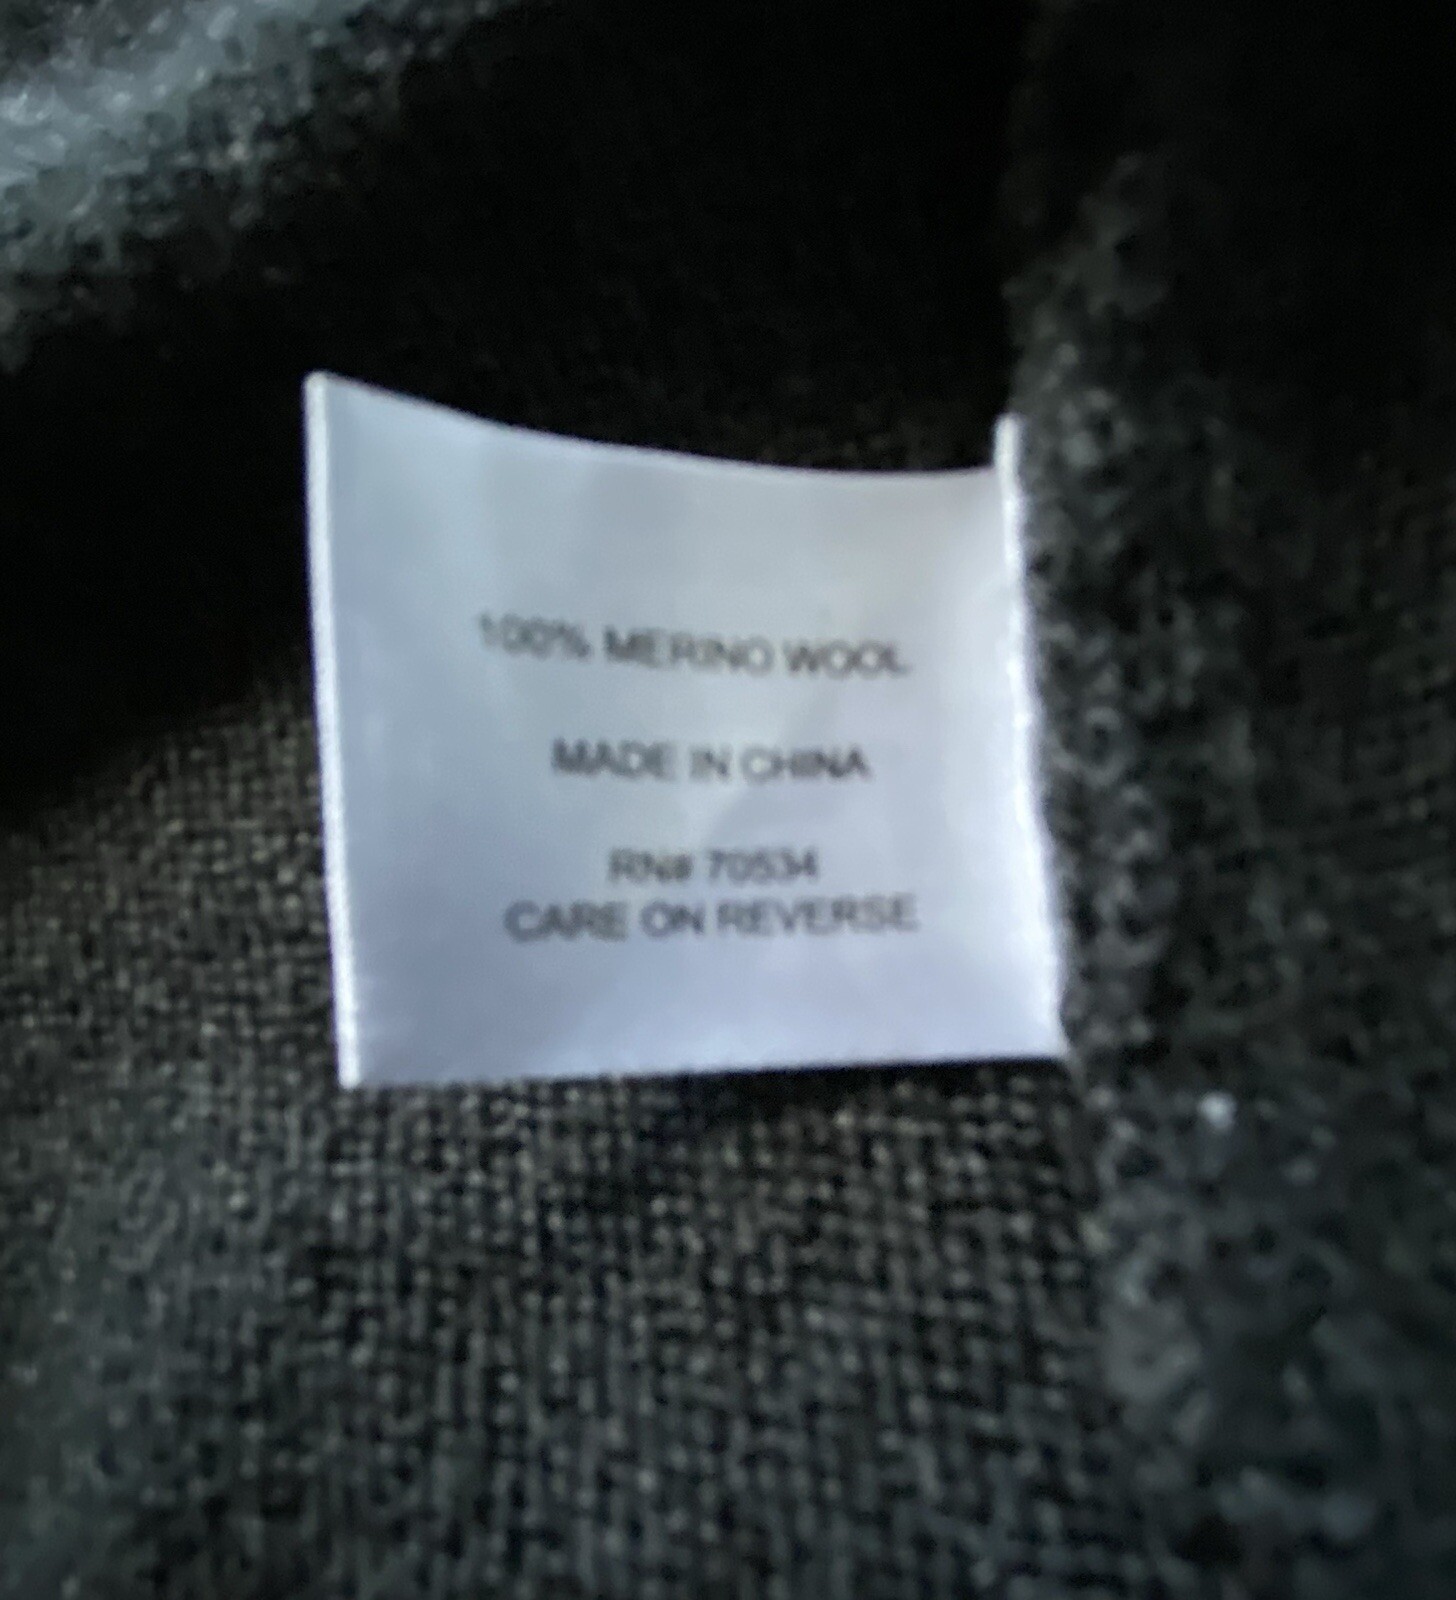 100% MERINO WOOL
MADE IN CHINA
RN# 70534
CARE ON REVERSE